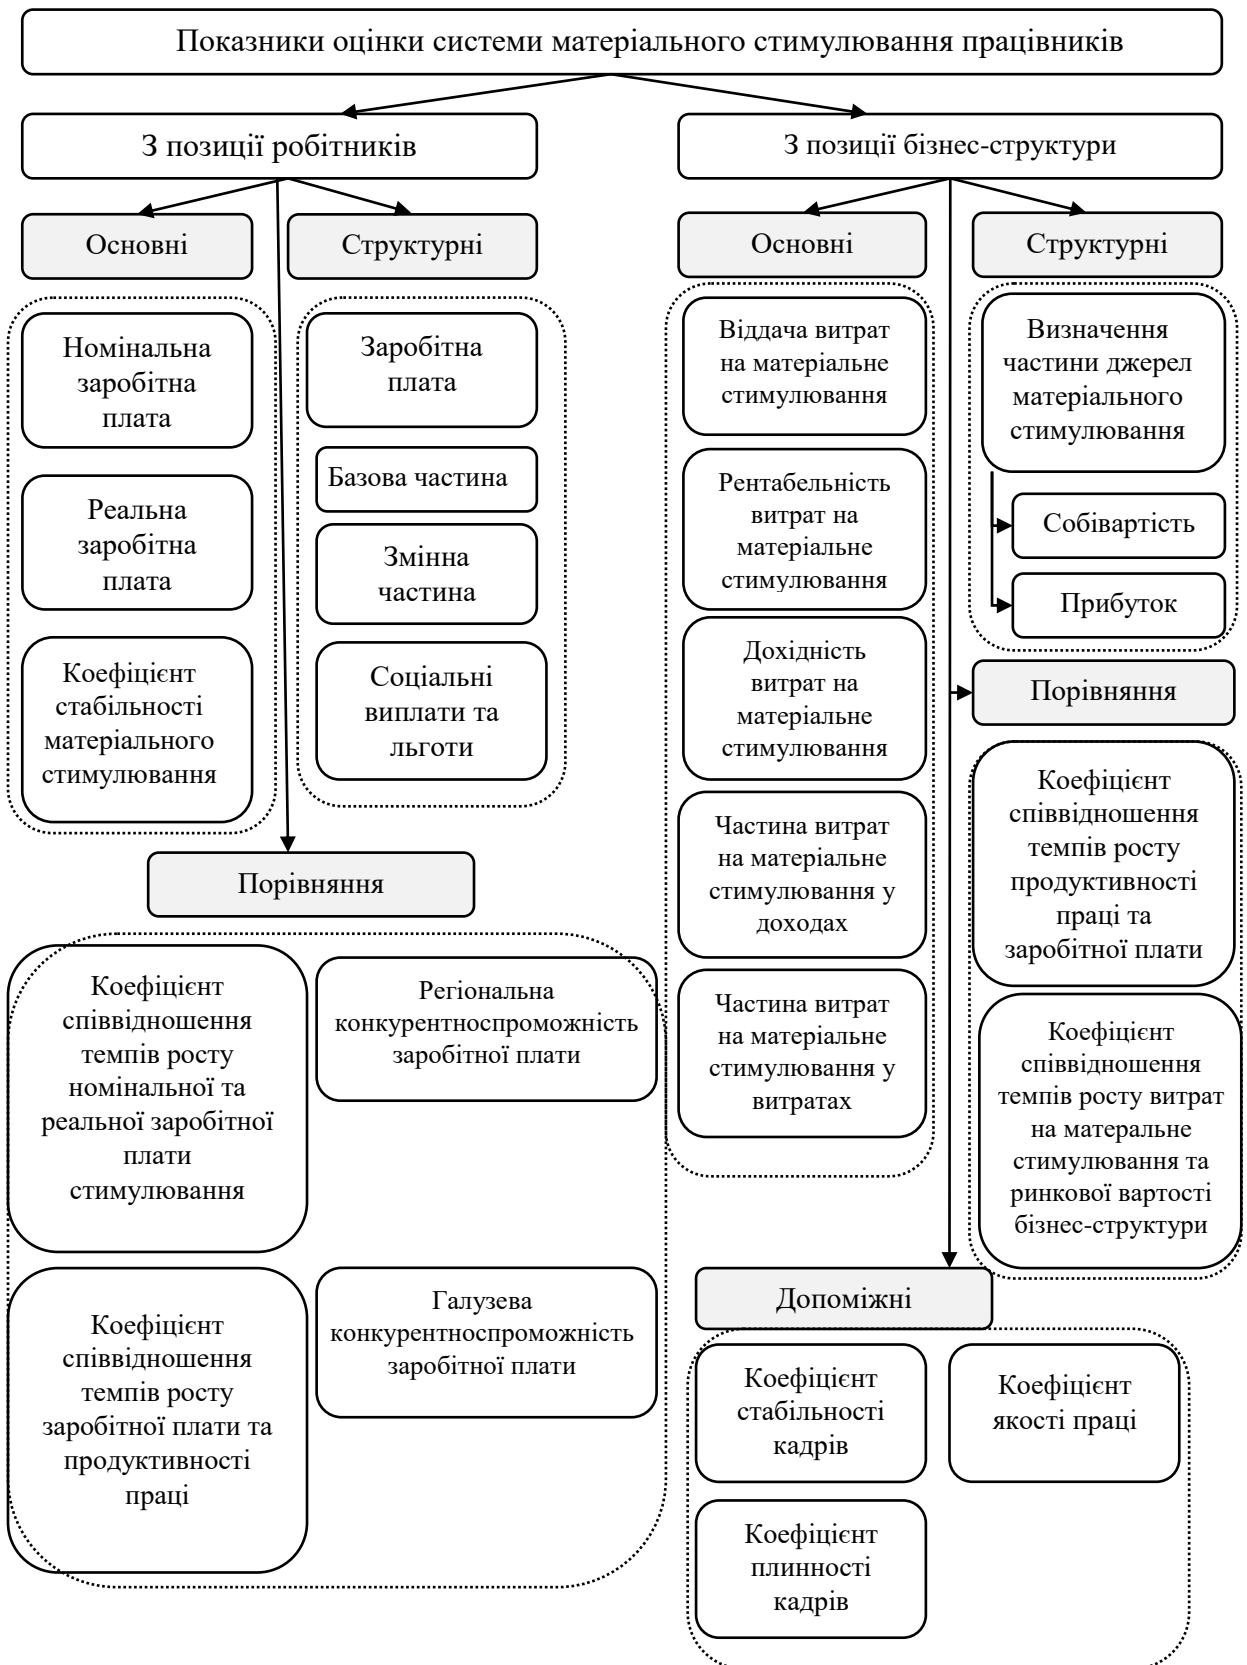 Показники оцінки системи матеріального стимулювання працівників
З позиції робітників
З позиції бізнес-структури
Основні
Структурні
Номінальна
заробітна
плата
Реальна
заробітна
плата
Коефіцієнт
стабільності
матеріального
стимулювання
Заробітна
плата
Базова частина
Змінна
частина
Соціальні
виплати та
льготи
Порівняння
Коефіцієнт
співвідношення
темпів росту
номінальної та
реальної заробітної
плати
стимулювання
Регіональна
конкурентноспроможність
заробітної плати
Коефіцієнт
співвідношення
темпів росту
заробітної плати та
продуктивності
праці
Галузева
конкурентноспроможність
заробітної плати
Основні
Структурні
Віддача витрат
на матеріальне
стимулювання
Рентабельність
витрат на
матеріальне
стимулювання
Дохідність
витрат на
матеріальне
стимулювання
Частина витрат
на матеріальне
стимулювання у
доходах
Частина витрат
на матеріальне
стимулювання у
витратах
Визначення
частини джерел
матеріального
стимулювання
Собівартість
Прибуток
Порівняння
Коефіцієнт
співвідношення
темпів росту
продуктивності
праці та
заробітної плати
Коефіцієнт
співвідношення
темпів росту витрат
на матеральне
стимулювання та
ринкової вартості
бізнес-структури
Допоміжні
Коефіцієнт
стабільності
кадрів
Коефіцієнт
якості праці
Коефіцієнт
плинності
кадрів